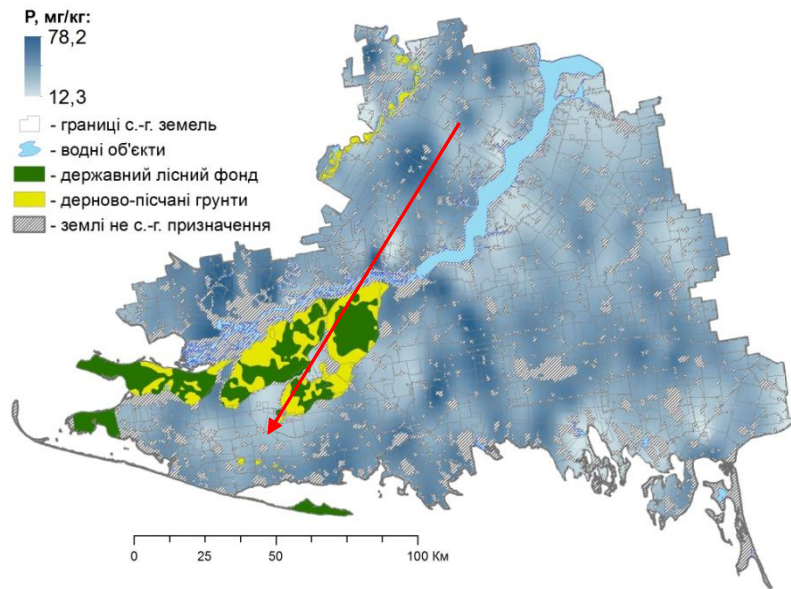 P, мг/кг:
78,2
12,3
- границі с.-г. земель
- водні об'єкти
- державний лісний фонд
- дерново-пісчані грунти
- землі не с.-г. призначення
0 25 50 100 Км